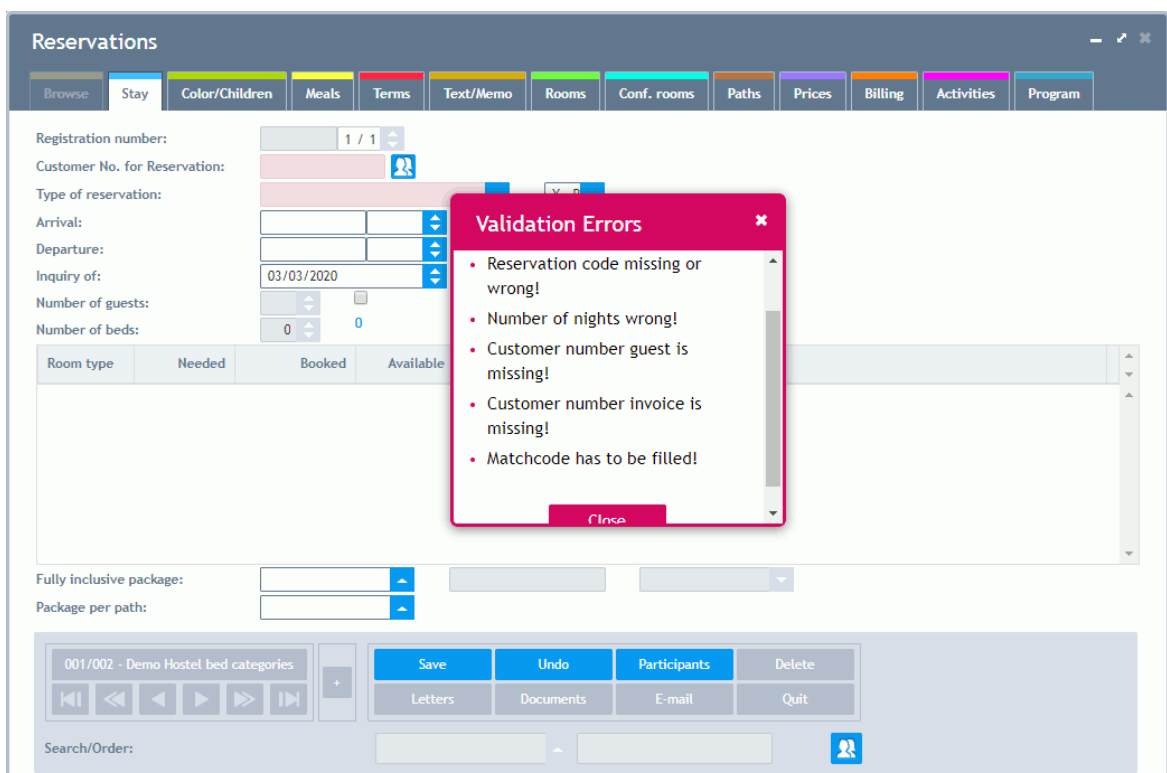 Reservations
Browse Stay Color/Children Meals Terms Text/Memo Rooms Conf. rooms Paths Prices Billing Activities Program
Registration number: 1 / 1
Customer No. for Reservation:
Type of reservation:
Arrival:
Departure:
Inquiry of: 03/03/2020
Number of guests:
Number of beds: 0 0
Room type Needed Booked Available
Validation Errors
• Reservation code missing or
wrong!
• Number of nights wrong!
• Customer number guest is
missing!
• Customer number invoice is
missing!
• Matchcode has to be filled!
Close
Fully inclusive package:
Package per path:
001/002 - Demo Hostel bed categories + Save Undo Participants Delete
Letters Documents E-mail Quit
Search/Order: